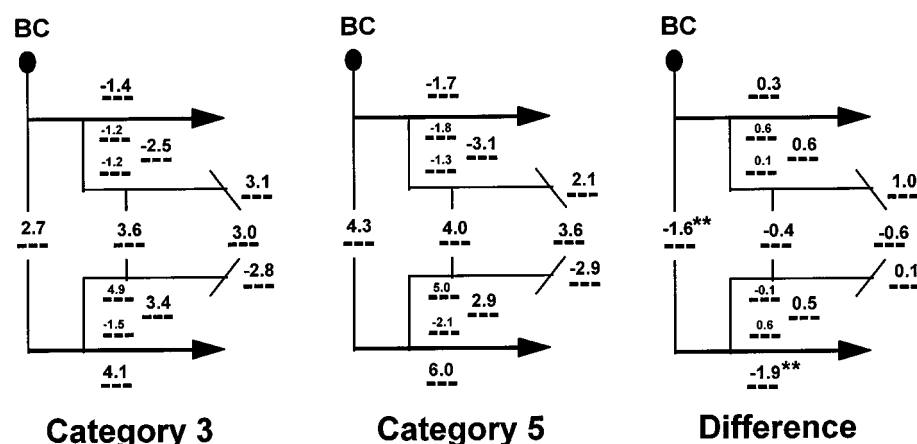 BC BC BC
-1.4 -1.7 0.3
-1.2 -1.8 0.6
-2.5 -3.1 0.6
-1.2 -1.3 0.1
3.1 2.1 1.0
2.7 3.6 3.0 4.3 4.0 3.6 -1.6** -0.4 -0.6
-2.8 -2.9 0.1
4.9 5.0 -0.1
3.4 2.9 0.5
-1.5 -2.1 0.6
4.1 6.0 -1.9**
Category 3 Category 5 Difference